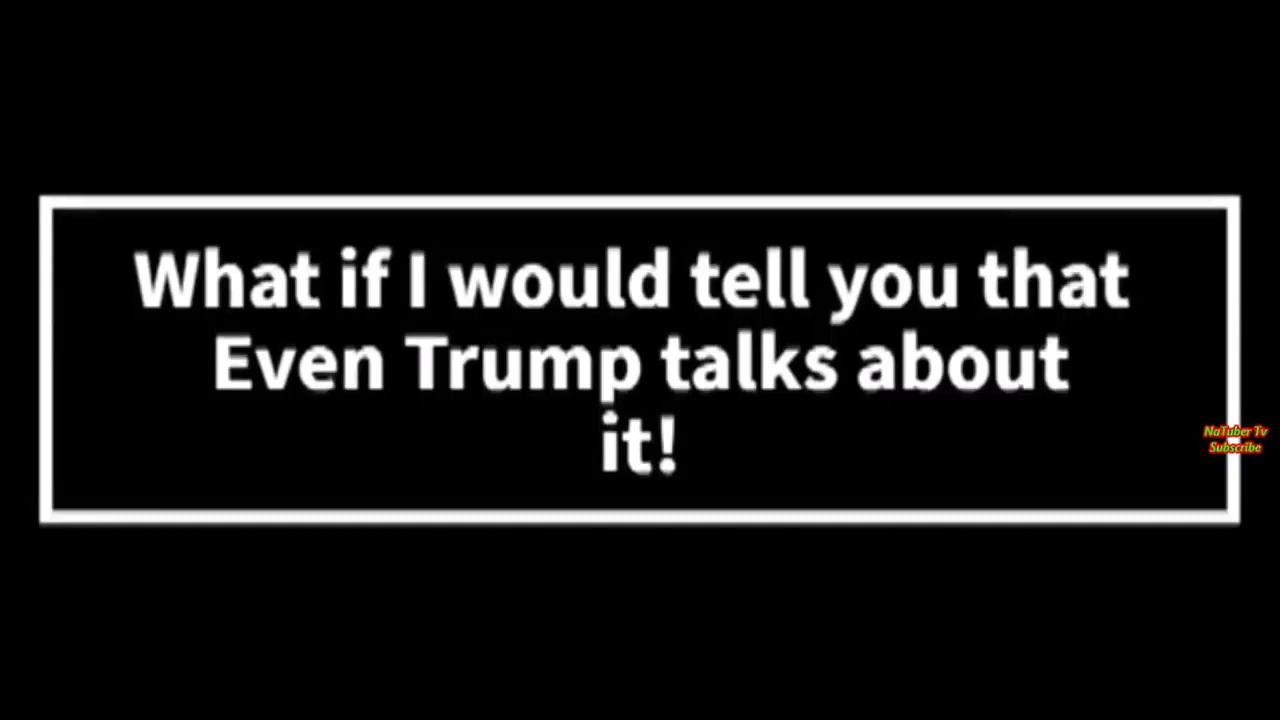 What if I would tell you that
Even Trump talks about
it!
NaTuber Tv
Subscribe